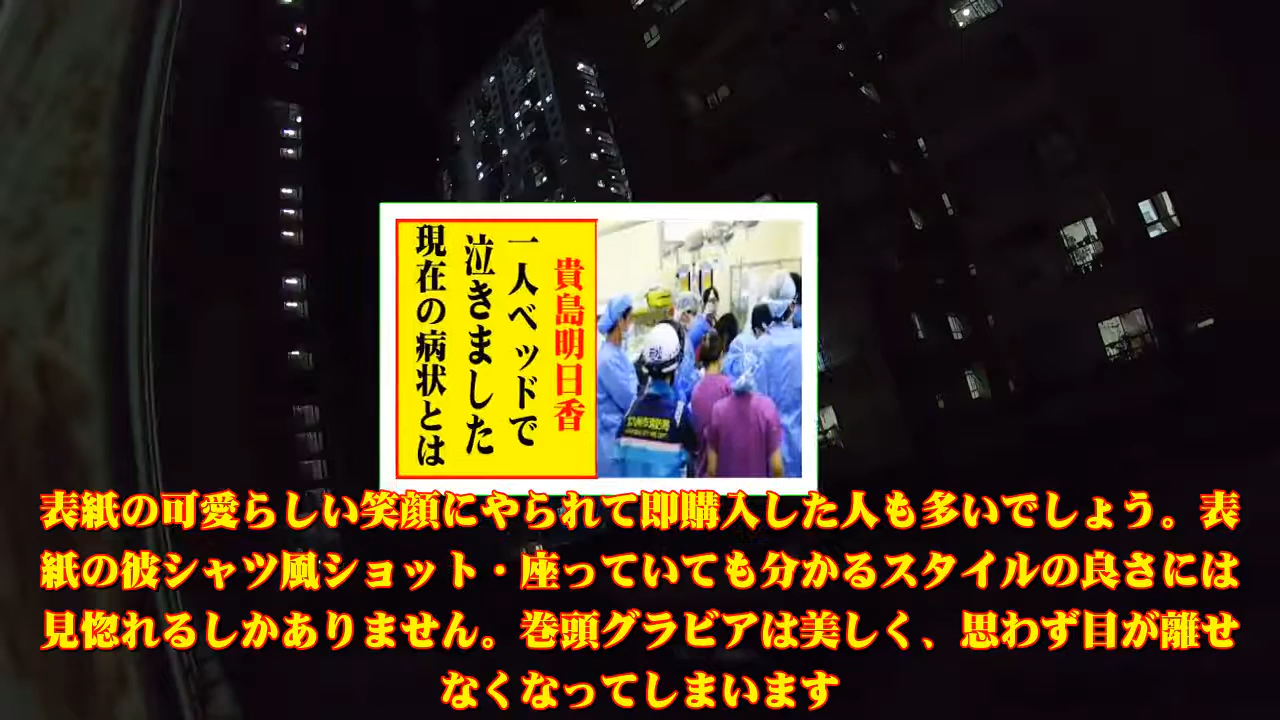 貴島明日香
一人ベッドで
泣きました
現在の病状とは
表紙の可愛らしい笑顔にやられて即購入した人も多いでしょう。表
紙の彼シャツ風ショット・座っていても分かるスタイルの良さには
見惚れるしかありません。巻頭グラビアは美しく、思わず目が離せ
なくなってしまいます